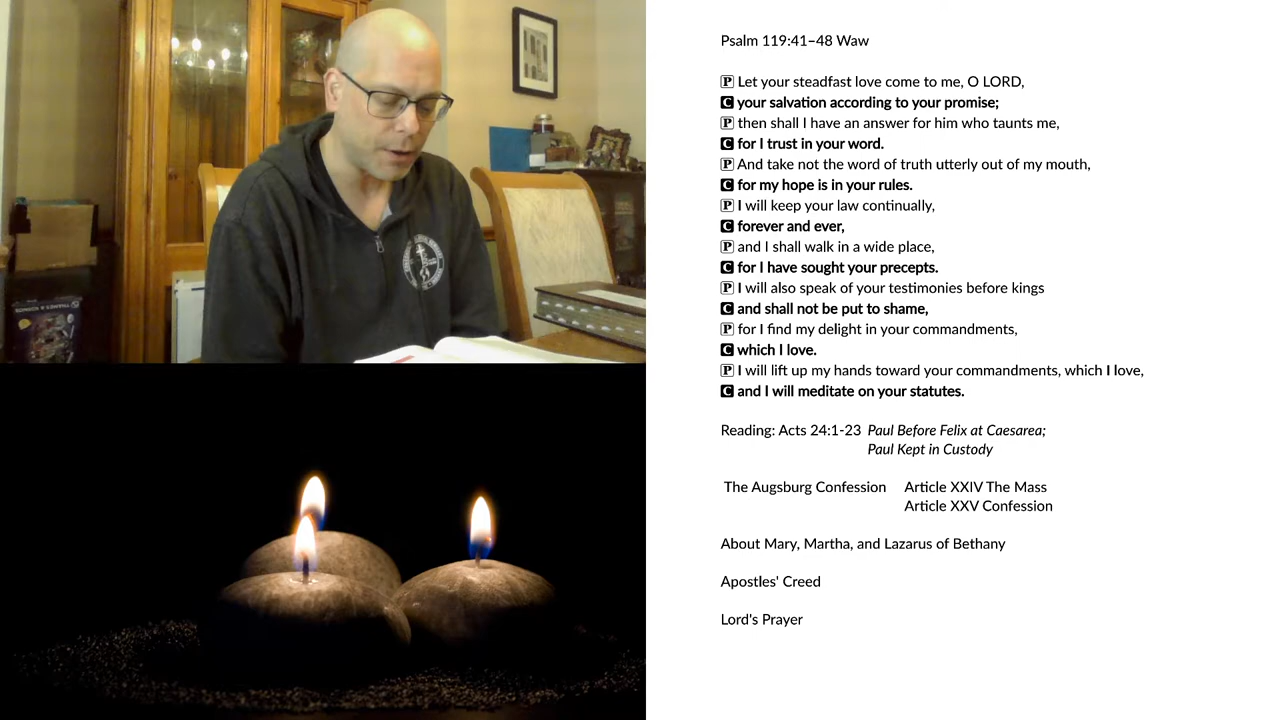 Psalm 119:41–48 Waw
P Let your steadfast love come to me, O LORD,
C your salvation according to your promise;
P then shall I have an answer for him who taunts me,
C for I trust in your word.
P And take not the word of truth utterly out of my mouth,
C for my hope is in your rules.
P I will keep your law continually,
C forever and ever,
P and I shall walk in a wide place,
C for I have sought your precepts.
P I will also speak of your testimonies before kings
C and shall not be put to shame,
P for I find my delight in your commandments,
C which I love.
P I will lift up my hands toward your commandments, which I love,
C and I will meditate on your statutes.
Reading: Acts 24:1-23 Paul Before Felix at Caesarea;
Paul Kept in Custody
The Augsburg Confession Article XXIV The Mass
Article XXV Confession
About Mary, Martha, and Lazarus of Bethany
Apostles' Creed
Lord's Prayer